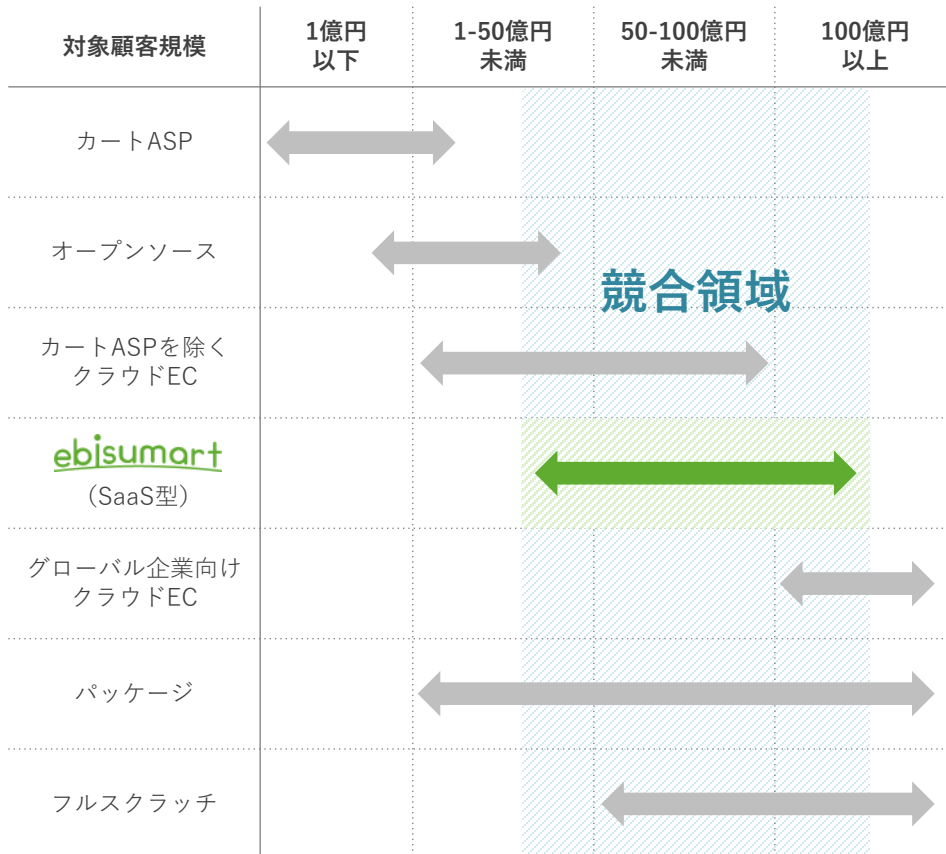 対象顧客規模
1億円
以下
1-50億円
未満
50-100億円
未満
100億円
以上
カートASP
オープンソース
競合領域
カートASPを除く
クラウドEC
ebisumart
（SaaS型）
グローバル企業向け
クラウドEC
パッケージ
フルスクラッチ